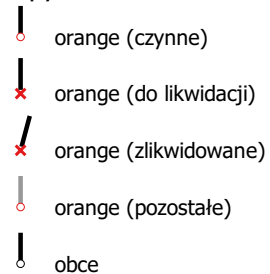 orange (czynne)
orange (do likwidacji)
orange (zlikwidowane)
orange (pozostałe)
obce